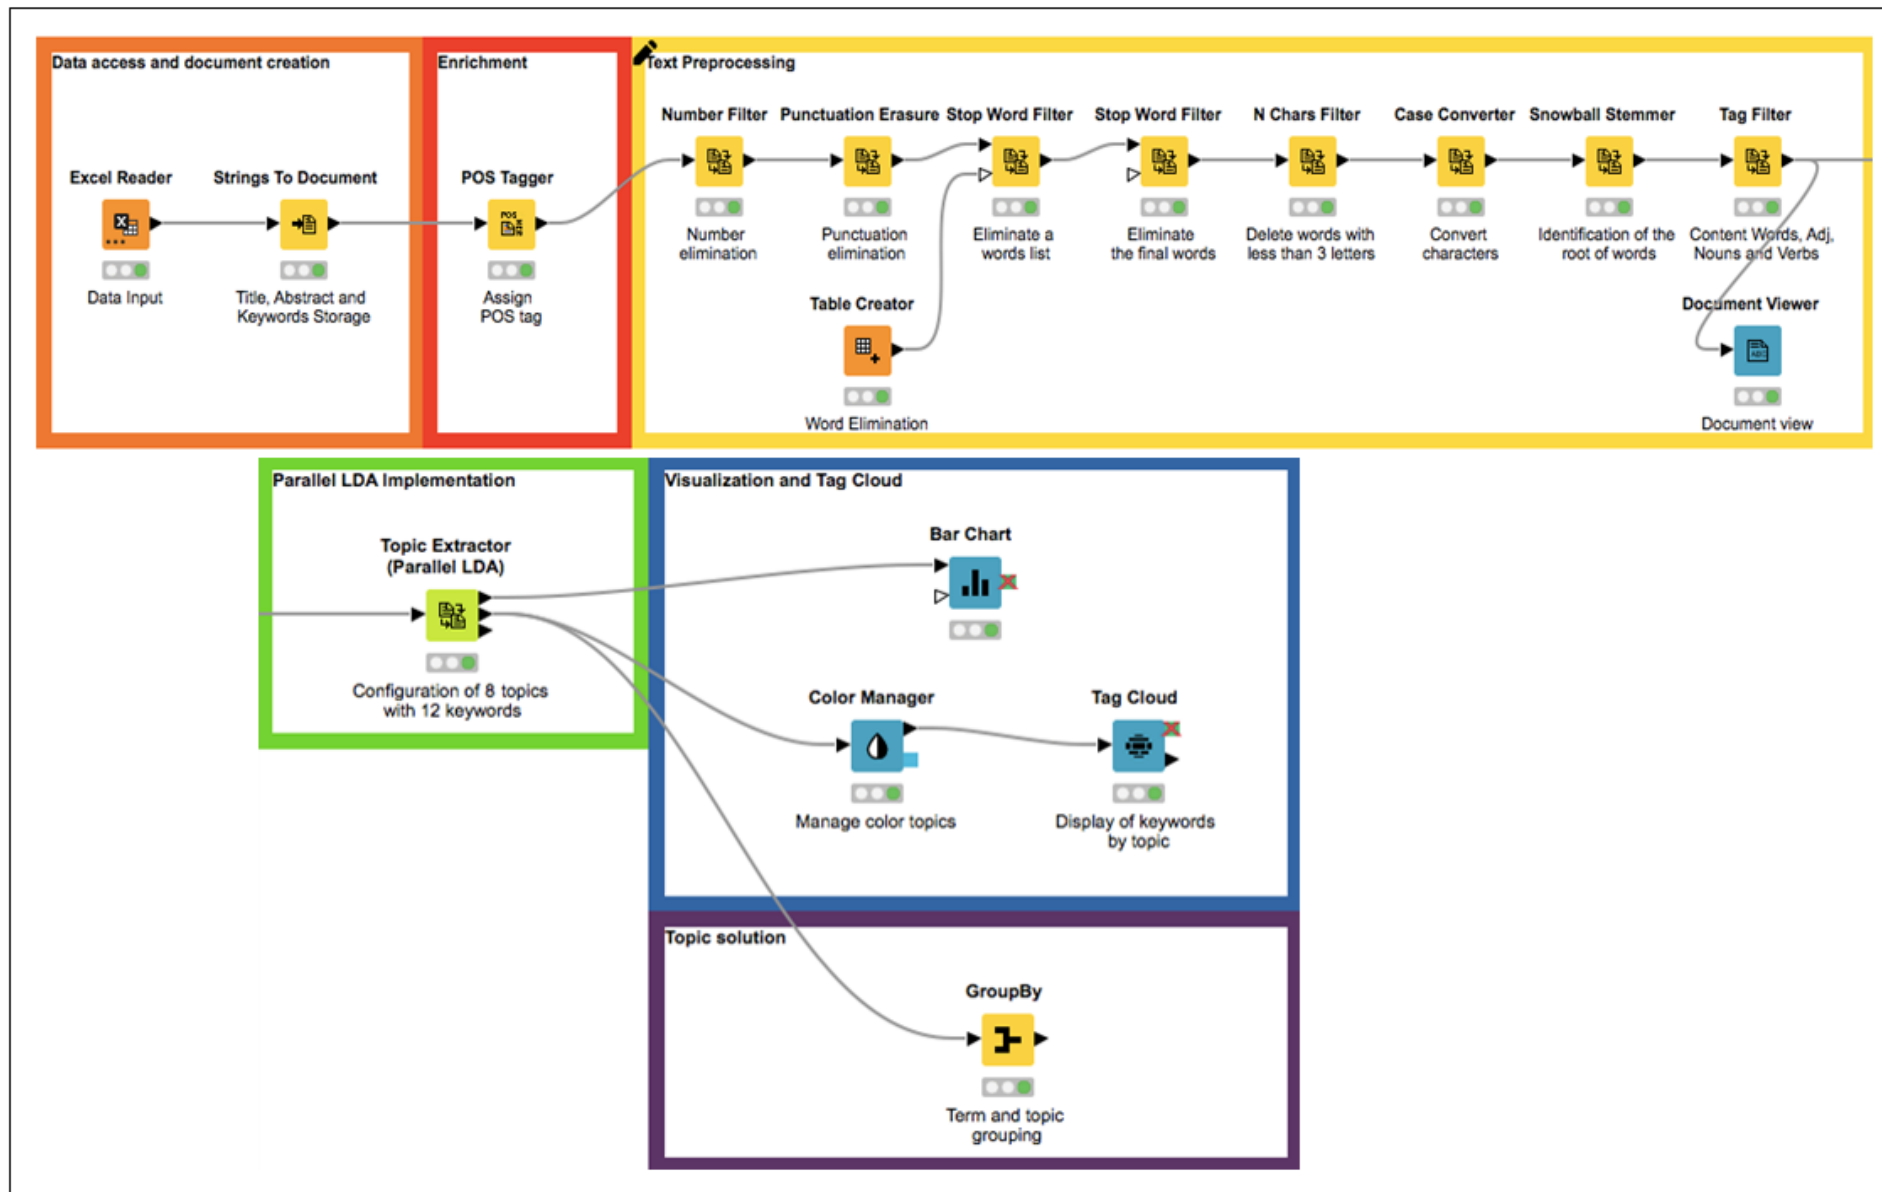 Data access and document creation
Enrichment
Text Preprocessing
Number Filter
Punctuation Erasure
Stop Word Filter
Stop Word Filter
N Chars Filter
Case Converter
Snowball Stemmer
Tag Filter
Excel Reader
Strings To Document
POS Tagger
POS
Number
elimination
Punctuation
elimination
Eliminate a
words list
Eliminate
the final words
Delete words with
less than 3 letters
Convert
characters
Identification of the
root of words
Content Words, Adj,
Nouns and Verbs
Data Input
Title, Abstract and
Keywords Storage
Assign
POS tag
Table Creator
Document Viewer
Word Elimination
Document view
Parallel LDA Implementation
Visualization and Tag Cloud
Topic Extractor
(Parallel LDA)
Bar Chart
Configuration of 8 topics
with 12 keywords
Color Manager
Tag Cloud
Manage color topics
Display of keywords
by topic
Topic solution
GroupBy
Term and topic
grouping